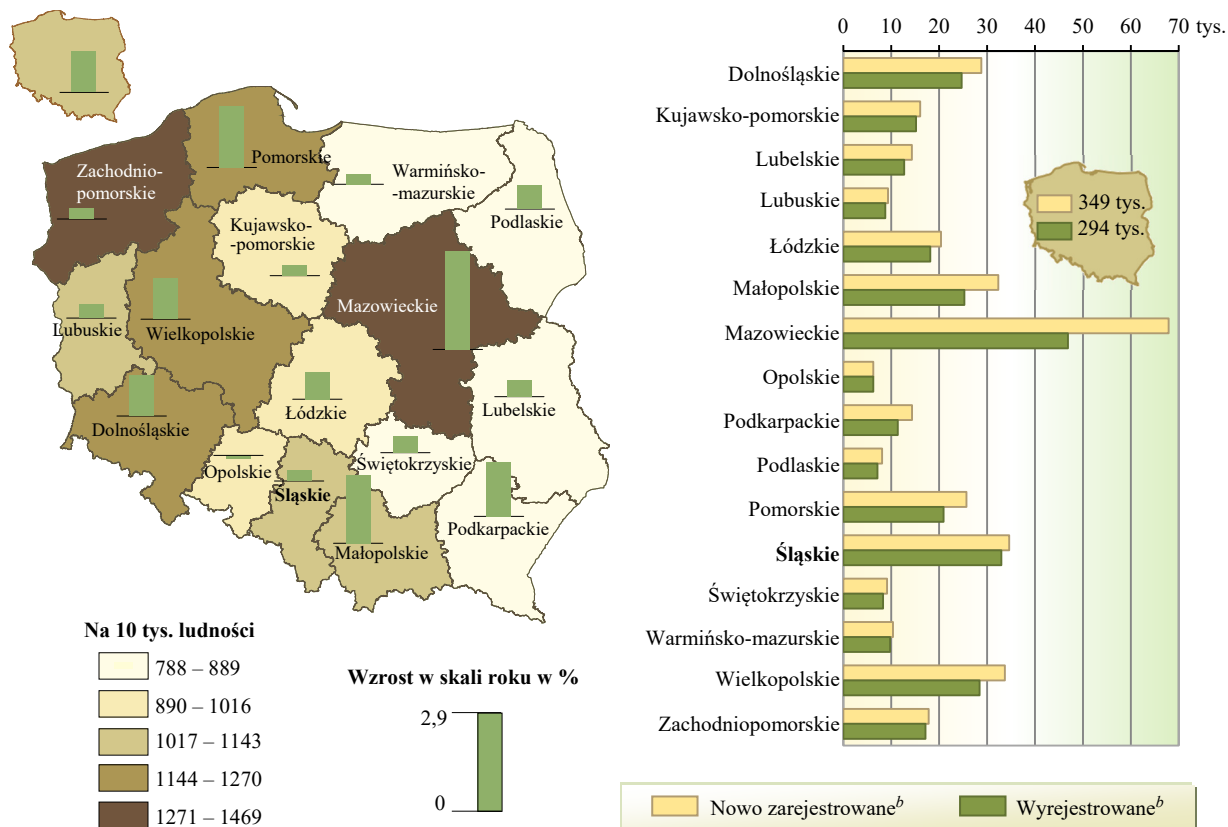 Zachodnio-
pomorskie
Pomorskie
Warmińsko-
-mazurskie
Podlaskie
Kujawsko-
-pomorskie
Mazowieckie
Lubuskie
Wielkopolskie
Łódzkie
Lubelskie
Dolnośląskie
Opolskie
Śląskie
Świętokrzyskie
Małopolskie
Podkarpackie
Na 10 tys. ludności
788 – 889
890 – 1016
1017 – 1143
1144 – 1270
1271 – 1469
Wzrost w skali roku w %
2,9
0
0 10 20 30 40 50 60 70 tys.
Dolnośląskie
Kujawsko-pomorskie
Lubelskie
Lubuskie
Łódzkie
Małopolskie
Mazowieckie
Opolskie
Podkarpackie
Podlaskie
Pomorskie
Śląskie
Świętokrzyskie
Warmińsko-mazurskie
Wielkopolskie
Zachodniopomorskie
349 tys.
294 tys.
Nowo zarejestrowane b Wyrejestrowane b